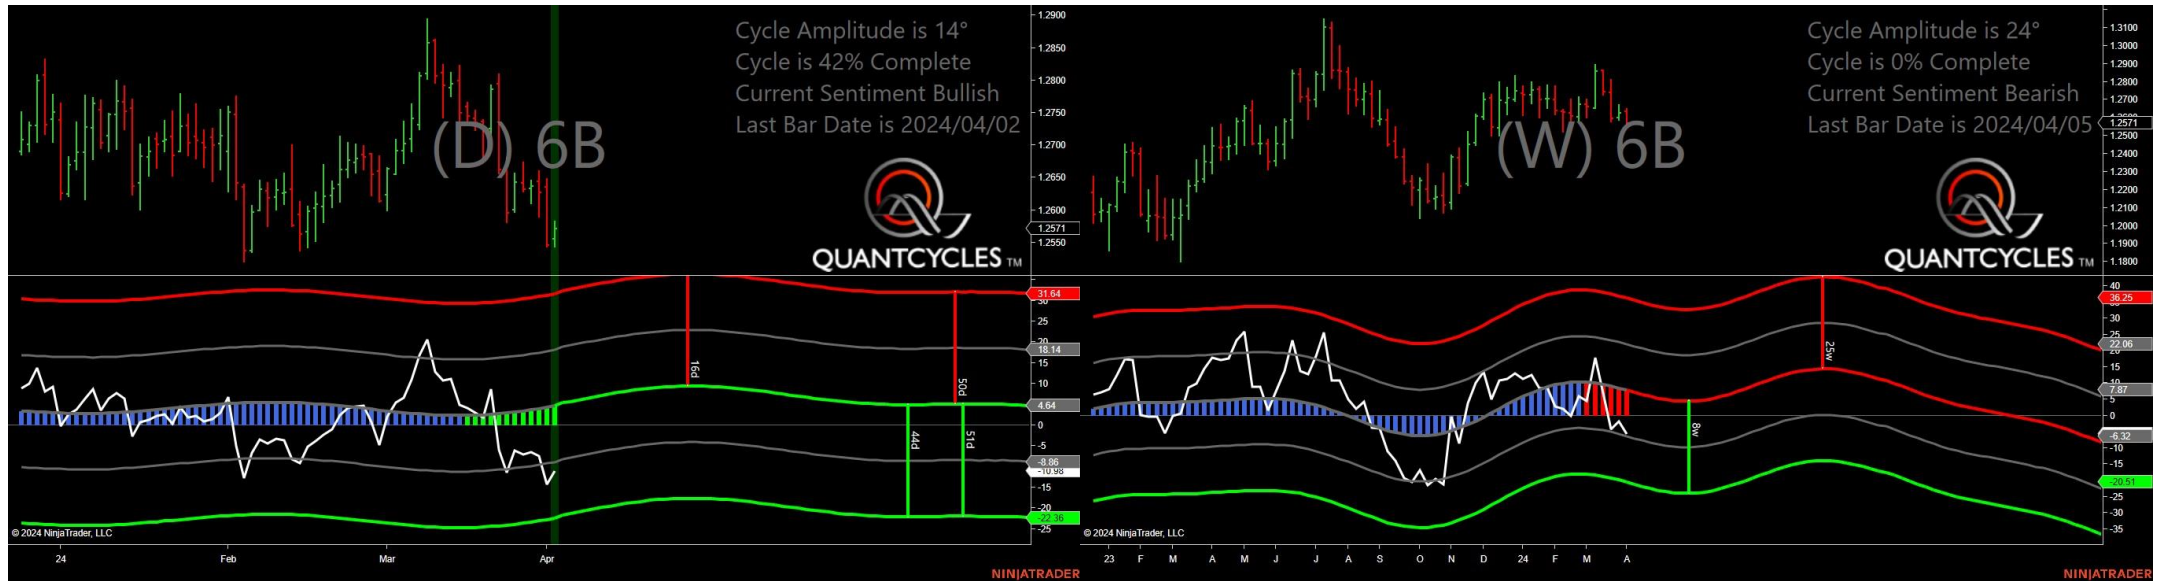 Cycle Amplitude is 14°
Cycle is 42% Complete
Current Sentiment Bullish
Last Bar Date is 2024/04/02
(D) 6B
QUANTCYCLES TM
1.2900
1.2850
1.2800
1.2750
1.2700
1.2650
1.2600
1.2571
1.2550
31.64
30
25
18.14
15
10
4.64
0
-5
-8.86
-10.98
-15
-22.36
-25
16d
50d
44d
51d
© 2024 NinjaTrader, LLC
24
Feb
Mar
Apr
NINJATRADER
Cycle Amplitude is 24°
Cycle is 0% Complete
Current Sentiment Bearish
Last Bar Date is 2024/04/05
(W) 6B
QUANTCYCLES TM
1.3100
1.3000
1.2900
1.2800
1.2700
1.2571
1.2500
1.2400
1.2300
1.2200
1.2100
1.2000
1.1900
1.1800
40
36.25
30
25
22.06
20
15
10
7.87
5
0
-6.32
-10
-15
-20.51
-25
-30
-35
25w
8w
© 2024 NinjaTrader, LLC
23 F M A M J J A S O N D 24 F M A
NINJATRADER